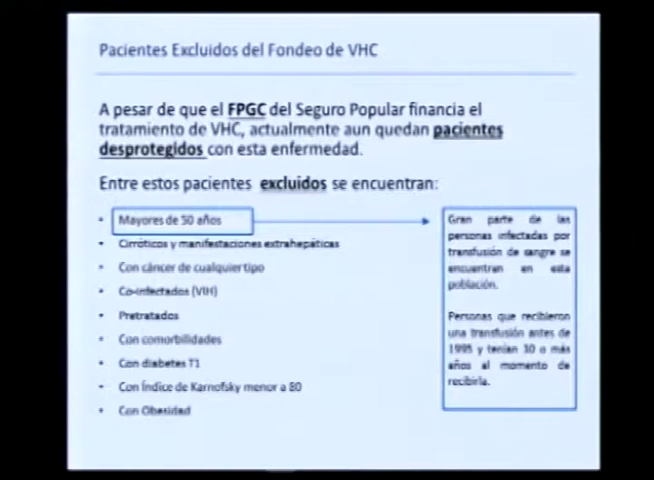 Pacientes Excluidos del Fondeo de VHC
A pesar de que el FPGC del Seguro Popular financia el
tratamiento de VHC, actualmente aun quedan pacientes
desprotegidos con esta enfermedad.
Entre estos pacientes excluidos se encuentran:
• Mayores de 50 años
• Cirróticos y manifestaciones extrahepáticas
• Con cáncer de cualquier tipo
• Co-infectados (VIH)
• Pretratados
• Con comorbilidades
• Con diabetes T1
• Con Índice de Karnofsky menor a 80
• Con Obesidad
Gran parte de las
personas infectadas por
transfusión de sangre se
encuentran en esta
población.
Personas que recibieron
una transfusión antes de
1995 y tenían 30 o más
años al momento de
recibirla.